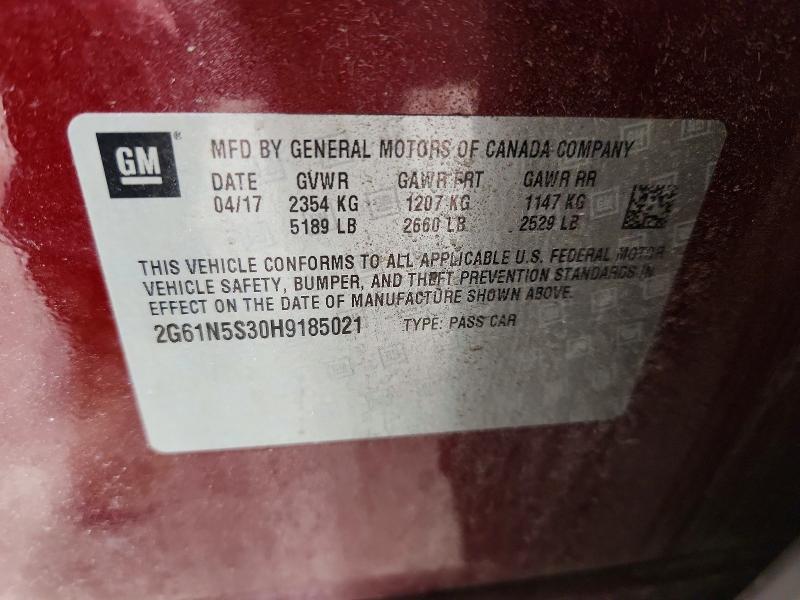 GM® MFD BY GENERAL MOTORS OF CANADA COMPANY
DATE GVWR GAWR FRT GAWR RR
04/17 2354 KG 1207 KG 1147 KG
5189 LB 2660 LB 2529 LB
THIS VEHICLE CONFORMS TO ALL APPLICABLE U.S. FEDERAL MOTOR
VEHICLE SAFETY, BUMPER, AND THEFT PREVENTION STANDARDS IN
EFFECT ON THE DATE OF MANUFACTURE SHOWN ABOVE.
2G61N5S30H9185021 TYPE: PASS CAR